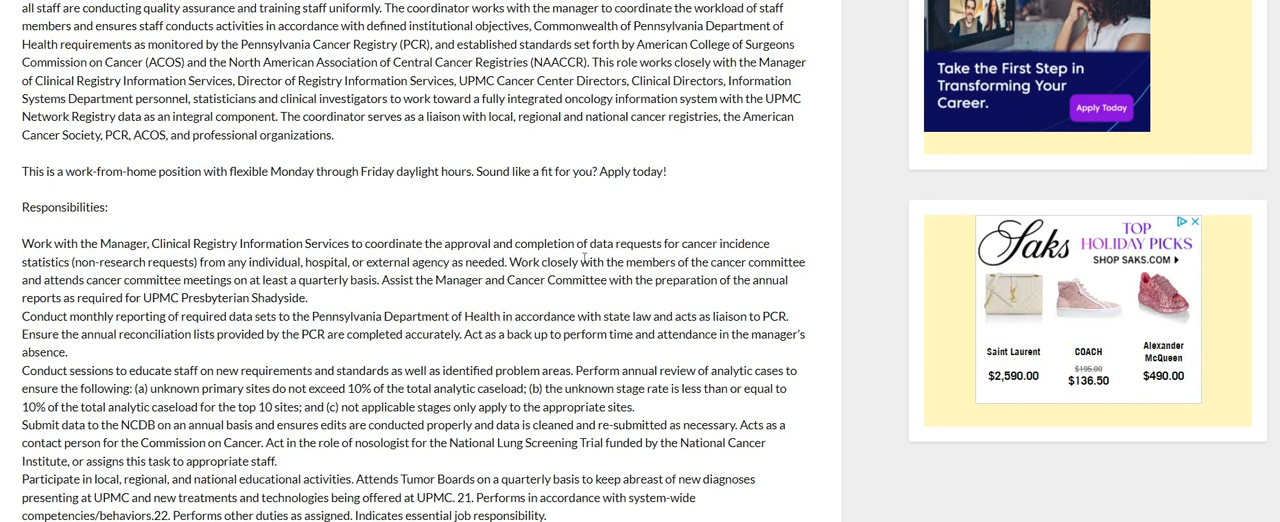 all staff are conducting quality assurance and training staff uniformly. The coordinator works with the manager to coordinate the workload of staff
members and ensures staff conducts activities in accordance with defined institutional objectives, Commonwealth of Pennsylvania Department of
Health requirements as monitored by the Pennsylvania Cancer Registry (PCR), and established standards set forth by American College of Surgeons
Commission on Cancer (ACOS) and the North American Association of Central Cancer Registries (NAACCR). This role works closely with the Manager
of Clinical Registry Information Services, Director of Registry Information Services, UPMC Cancer Center Directors, Clinical Directors, Information
Systems Department personnel, statisticians and clinical investigators to work toward a fully integrated oncology information system with the UPMC
Network Registry data as an integral component. The coordinator serves as a liaison with local, regional and national cancer registries, the American
Cancer Society, PCR, ACOS, and professional organizations.
This is a work-from-home position with flexible Monday through Friday daylight hours. Sound like a fit for you? Apply today!
Responsibilities:
Work with the Manager, Clinical Registry Information Services to coordinate the approval and completion of data requests for cancer incidence
statistics (non-research requests) from any individual, hospital, or external agency as needed. Work closely with the members of the cancer committee
and attends cancer committee meetings on at least a quarterly basis. Assist the Manager and Cancer Committee with the preparation of the annual
reports as required for UPMC Presbyterian Shadyside.
Conduct monthly reporting of required data sets to the Pennsylvania Department of Health in accordance with state law and acts as liaison to PCR.
Ensure the annual reconciliation lists provided by the PCR are completed accurately. Act as a back up to perform time and attendance in the manager's
absence.
Conduct sessions to educate staff on new requirements and standards as well as identified problem areas. Perform annual review of analytic cases to
ensure the following: (a) unknown primary sites do not exceed 10% of the total analytic caseload; (b) the unknown stage rate is less than or equal to
10% of the total analytic caseload for the top 10 sites; and (c) not applicable stages only apply to the appropriate sites.
Submit data to the NCDB on an annual basis and ensures edits are conducted properly and data is cleaned and re-submitted as necessary. Acts as a
contact person for the Commission on Cancer. Act in the role of nosologist for the National Lung Screening Trial funded by the National Cancer
Institute, or assigns this task to appropriate staff.
Participate in local, regional, and national educational activities. Attends Tumor Boards on a quarterly basis to keep abreast of new diagnoses
presenting at UPMC and new treatments and technologies being offered at UPMC. 21. Performs in accordance with system-wide
competencies/behaviors.22. Performs other duties as assigned. Indicates essential job responsibility.
Take the First Step in
Transforming Your
Career.
Apply Today
Saks
TOP
HOLIDAY PICKS
SHOP SAKS.COM
Saint Laurent
$2,590.00
COACH
$195.00
$136.50
Alexander
McQueen
$490.00